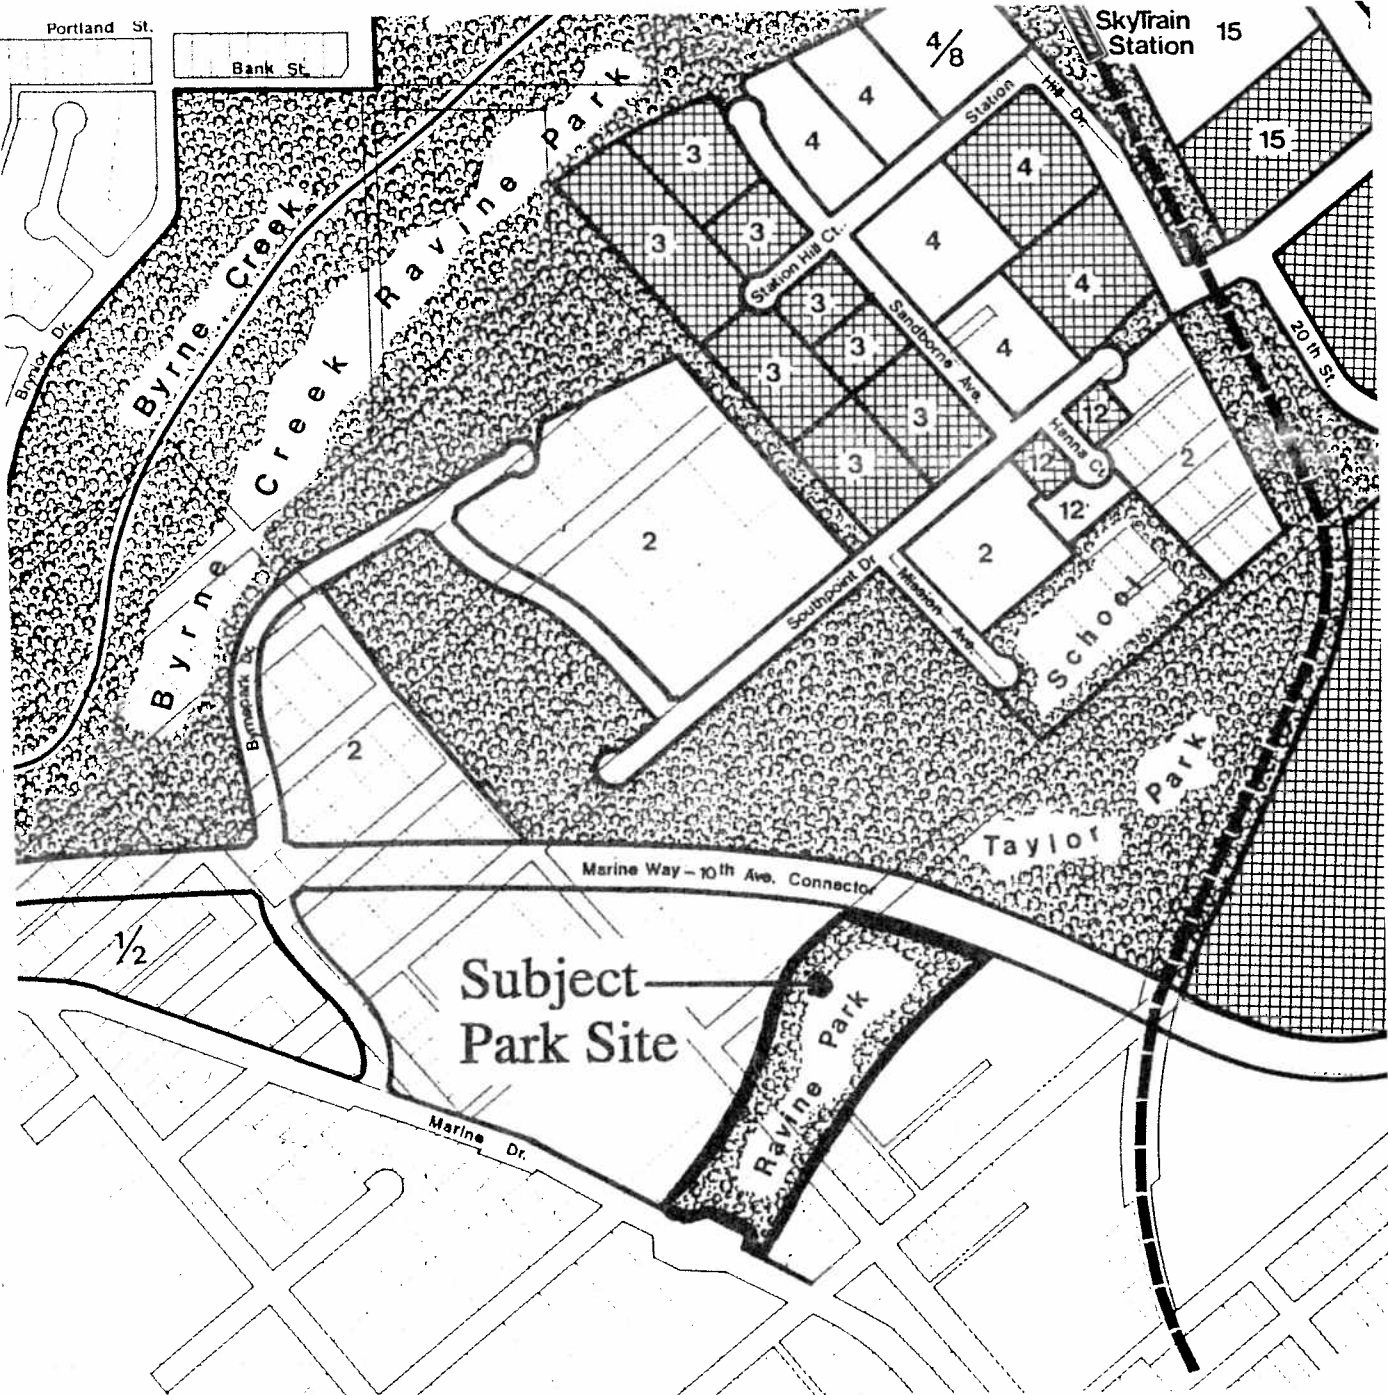 Portland St.
Bank St.
SkyTrain
Station
15
4/8
4
4
Station
Hill Dr.
15
3
4
3
3
4
Station Hill Ct.
4
3
3
4
Sandborne Ave.
20th St.
Brynlor Dr.
Byrne Creek
Byrne Creek Ravine Park
3
3
3
12
Hanna Ct.
12
2
12
2
2
Southpoint Dr.
Mission Ave.
School
2
Taylor Park
Marine Way – 10th Ave. Connector
1/2
Subject
Park Site
Ravine Park
Marine Dr.